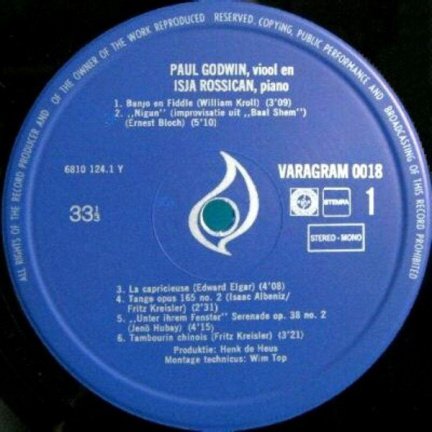 ALL RIGHTS OF THE RECORD PRODUCER AND OF THE OWNER OF THE WORK REPRODUCED RESERVED. COPYING, PUBLIC PERFORMANCE AND BROADCASTING OF THIS RECORD PROHIBITED
PAUL GODWIN, viool en
ISJA ROSSICAN, piano
1. Banjo en Fiddle (William Kroll) (3'09)
2. ,,Nigun" (improvisatie uit ,,Baal Shem")
(Ernest Bloch) (5'10)
6810 124.1 Y
VARAGRAM 0018
33⅓
STEMRA
1
STEREO - MONO
3. La capricieuse (Edward Elgar) (4'08)
4. Tango opus 165 no. 2 (Isaac Albeniz/
Fritz Kreisler) (2'31)
5. ,,Unter ihrem Fenster" Serenade op. 38 no. 2
(Jenö Hubay) (4'15)
6. Tambourin chinois (Fritz Kreisler) (3'21)
Produktie: Henk de Heus
Montage technicus: Wim Top